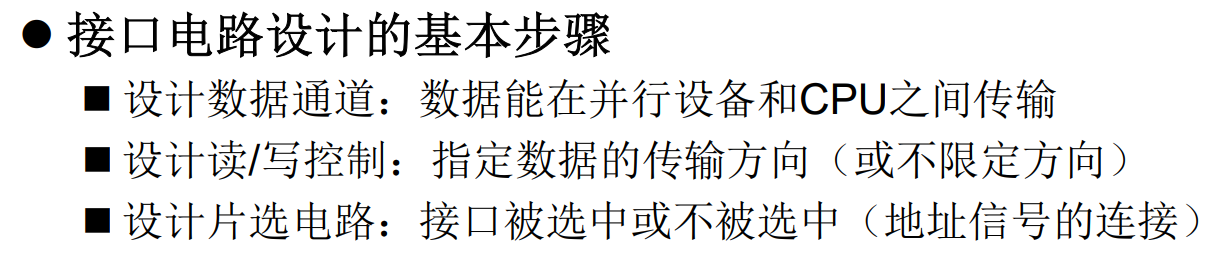 ● 接口电路设计的基本步骤
■ 设计数据通道：数据能在并行设备和CPU之间传输
■ 设计读/写控制：指定数据的传输方向（或不限定方向）
■ 设计片选电路：接口被选中或不被选中（地址信号的连接）